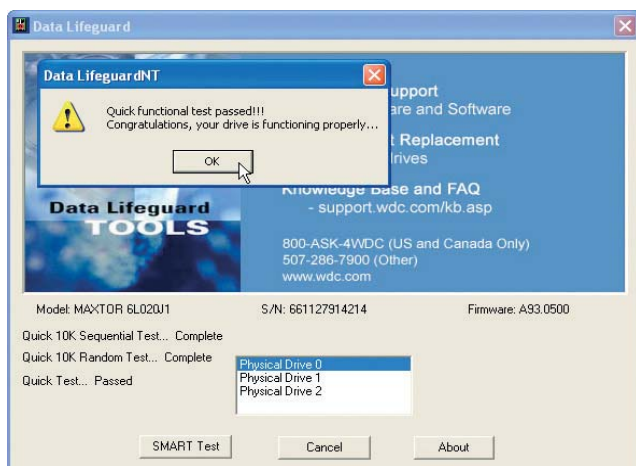 Data Lifeguard
Data LifeguardNT
Quick functional test passed!!!
Congratulations, your drive is functioning properly...
OK
upport
are and Software
t Replacement
rives
Knowledge Base and FAQ
- support.wdc.com/kb.asp
Data Lifeguard
TOOLS
800-ASK-4WDC (US and Canada Only)
507-286-7900 (Other)
www.wdc.com
Model: MAXTOR 6L020J1
S/N: 661127914214
Firmware: A93.0500
Quick 10K Sequential Test... Complete
Quick 10K Random Test... Complete
Quick Test... Passed
Physical Drive 0
Physical Drive 1
Physical Drive 2
SMART Test
Cancel
About